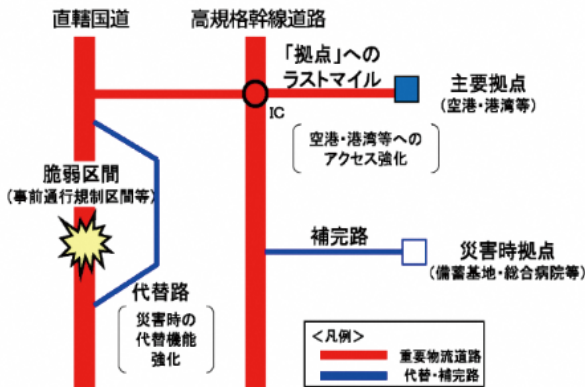 直轄国道
高規格幹線道路
「拠点」への
ラストマイル
主要拠点
(空港・港湾等)
IC
空港・港湾等への
アクセス強化
脆弱区間
(事前通行規制区間等)
補完路
災害時拠点
(備蓄基地・総合病院等)
代替路
災害時の
代替機能
強化
<凡例>
重要物流道路
代替・補完路